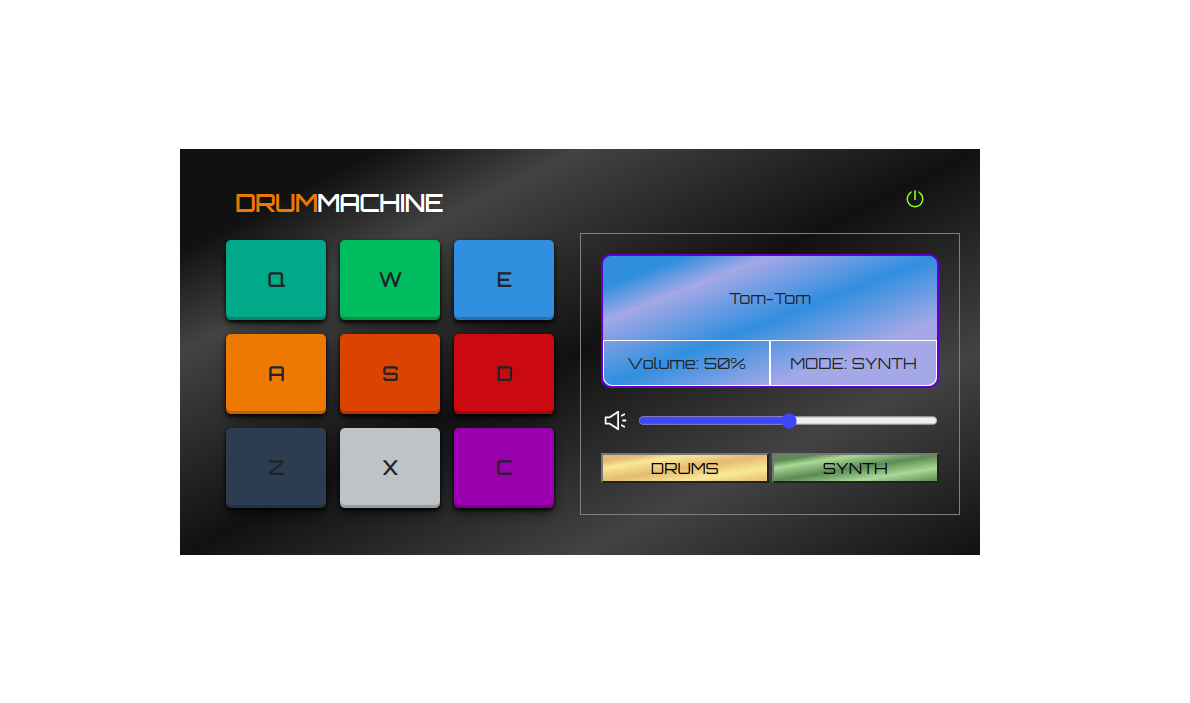 DRUMMACHINE
Q W E
A S D
Z X C
Tom-Tom
Volume: 50% MODE: SYNTH
DRUMS SYNTH